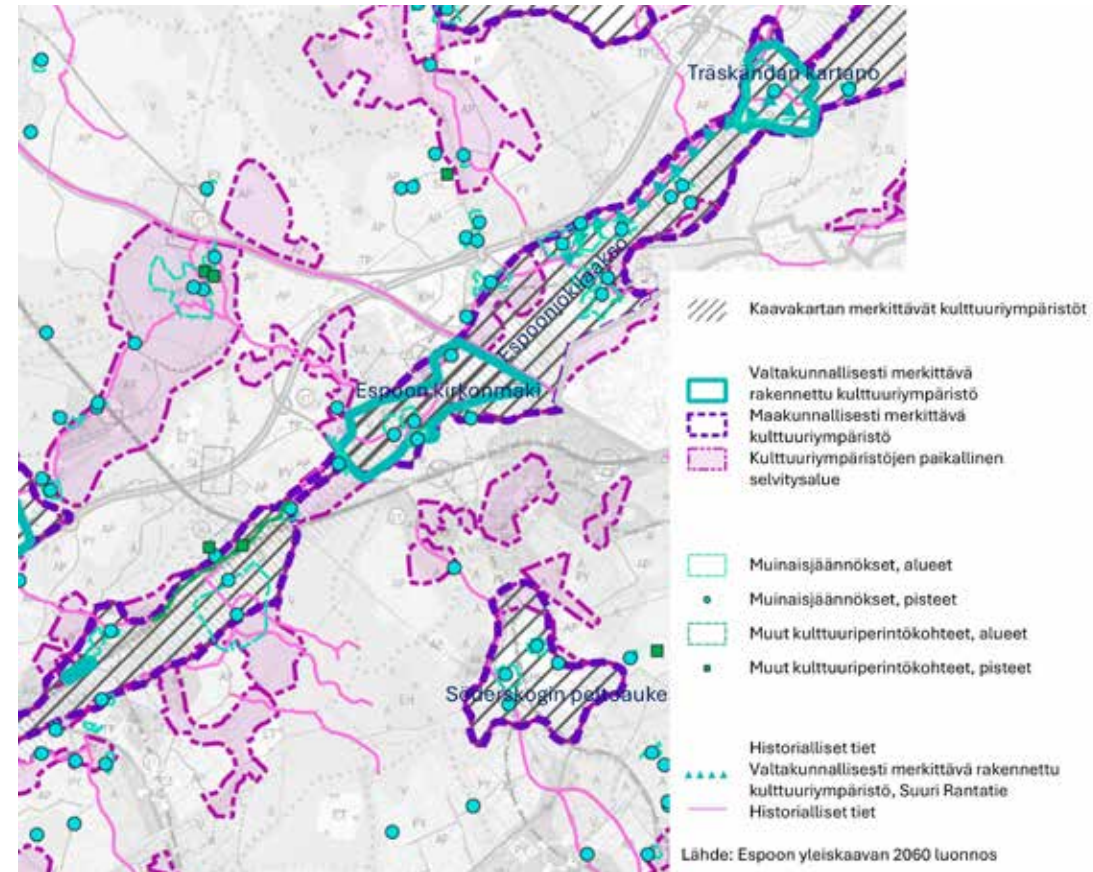 Träskändan kartano
Espoonjokilaakso
Espoon kirkonmäki
Söderskogin peltoauke
Kaavakartan merkittävät kulttuuriympäristöt
Valtakunnallisesti merkittävä
rakennettu kulttuuriympäristö
Maakunnallisesti merkittävä
kulttuuriympäristö
Kulttuuriympäristöjen paikallinen
selvitysalue
Muinaisjäännökset, alueet
Muinaisjäännökset, pisteet
Muut kulttuuriperintökohteet, alueet
Muut kulttuuriperintökohteet, pisteet
Historialliset tiet
Valtakunnallisesti merkittävä rakennettu
kulttuuriympäristö, Suuri Rantatie
Historialliset tiet
Lähde: Espoon yleiskaavan 2060 luonnos